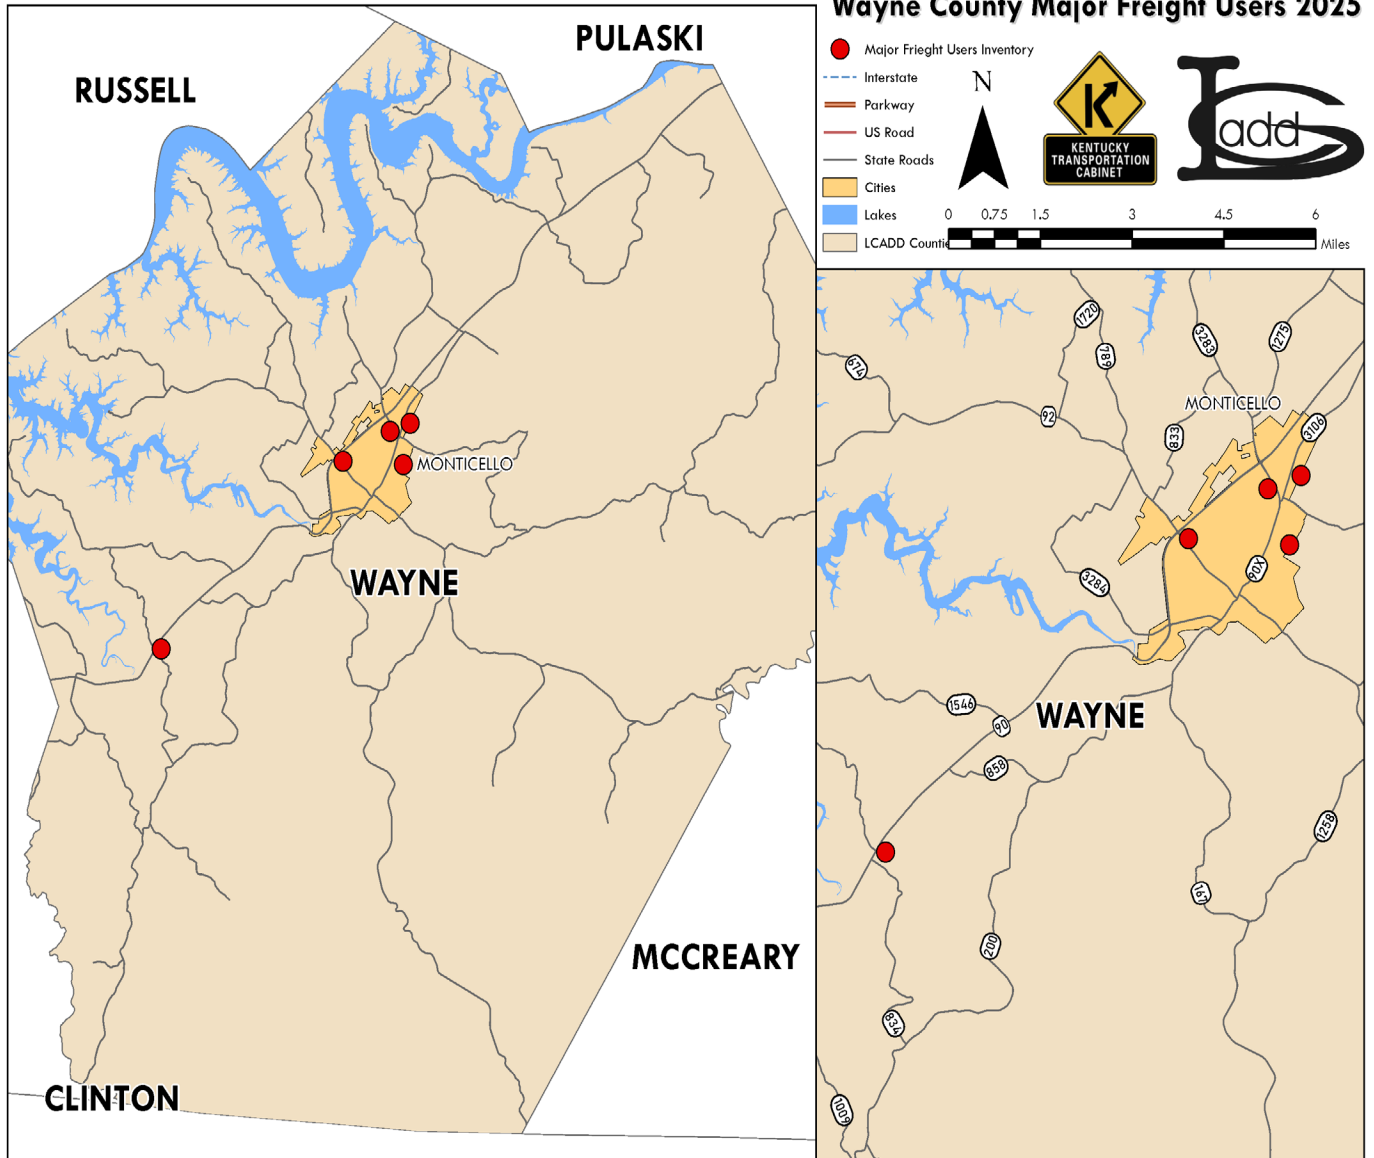 Wayne County Major Freight Users 2025
PULASKI
RUSSELL
Major Frieght Users Inventory
Interstate
Parkway
US Road
State Roads
Cities
Lakes
LCADD Countie
N
KENTUCKY
TRANSPORTATION
CABINET
LCadd
0 0.75 1.5 3 4.5 6
Miles
MONTICELLO
WAYNE
MCCREARY
CLINTON
1720
789
3283
1275
674
92
MONTICELLO
833
3106
90X
3284
1546
90
WAYNE
858
1258
167
200
834
1009